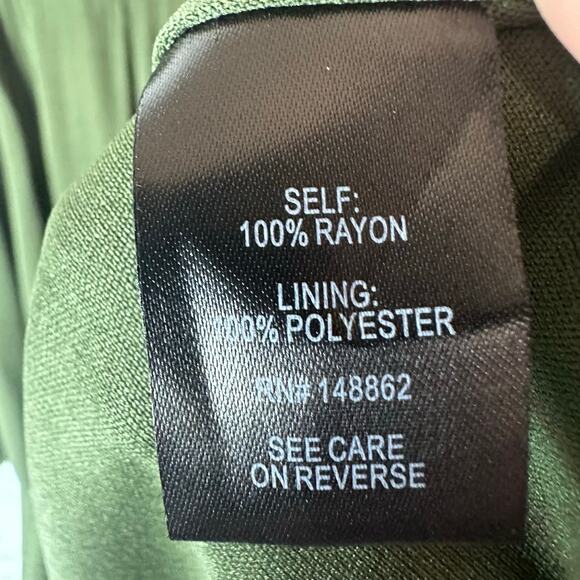 SELF:
100% RAYON
LINING:
100% POLYESTER
RN# 148862
SEE CARE
ON REVERSE